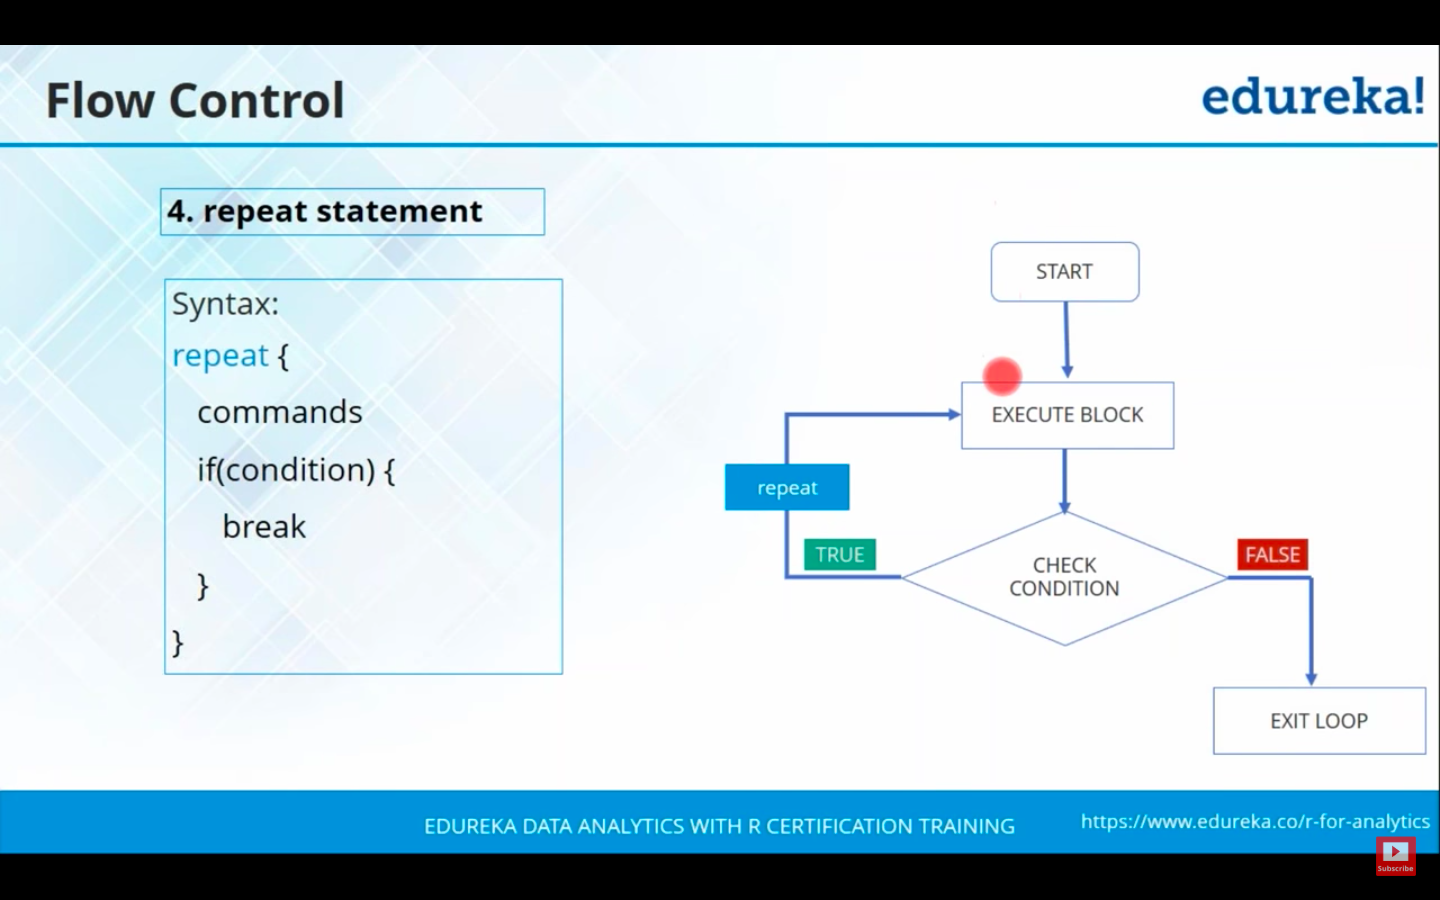 Flow Control
edureka!
4. repeat statement
Syntax:
repeat {
commands
if(condition) {
break
}
}
START
EXECUTE BLOCK
repeat
TRUE
CHECK
CONDITION
FALSE
EXIT LOOP
EDUREKA DATA ANALYTICS WITH R CERTIFICATION TRAINING
https://www.edureka.co/r-for-analytics
Subscribe